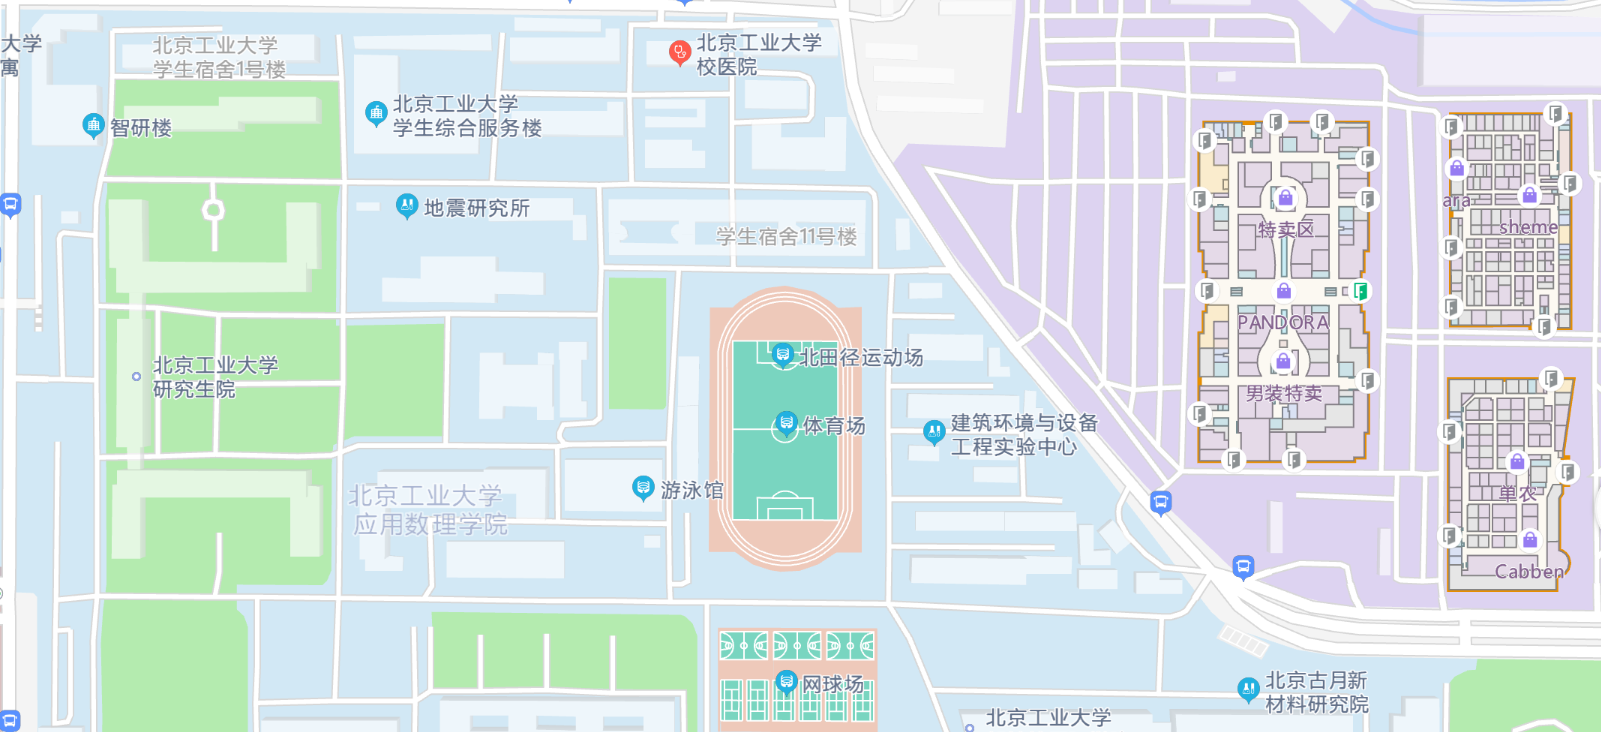 大学
寓
北京工业大学
学生宿舍1号楼
北京工业大学
校医院
北京工业大学
学生综合服务楼
智研楼
地震研究所
学生宿舍11号楼
ara
sheme
特卖区
PANDORA
北京工业大学
研究生院
北田径运动场
男装特卖
体育场
建筑环境与设备
工程实验中心
游泳馆
北京工业大学
应用数理学院
单农
Cabben
网球场
北京古月新
材料研究院
北京工业大学